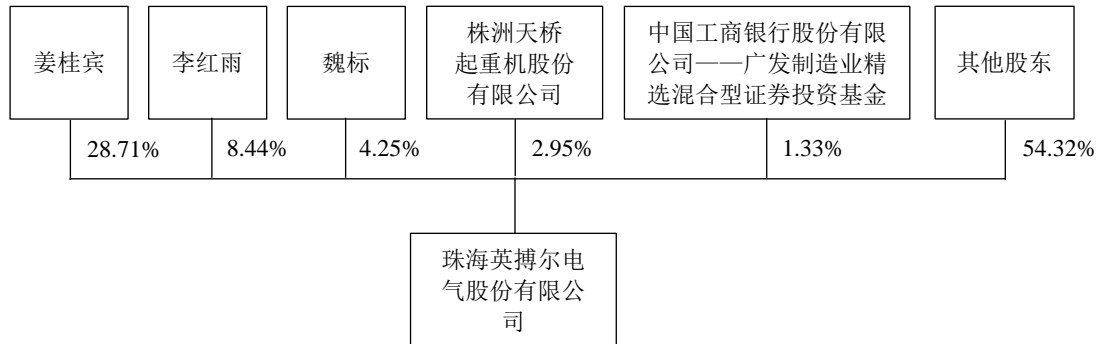 姜桂宾
李红雨
魏标
株洲天桥
起重机股份
有限公司
中国工商银行股份有限
公司——广发制造业精
选混合型证券投资基金
其他股东
28.71%
8.44%
4.25%
2.95%
1.33%
54.32%
珠海英搏尔电
气股份有限公
司